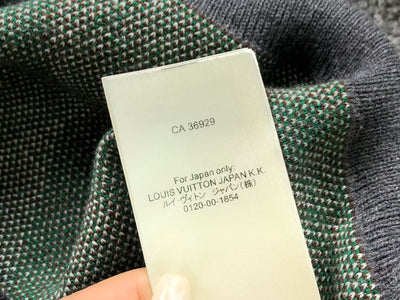 CA 36929
For Japan only:
LOUIS VUITTON JAPAN K.K.
ルイ・ヴィトン ジャパン(株)
0120-00-1854